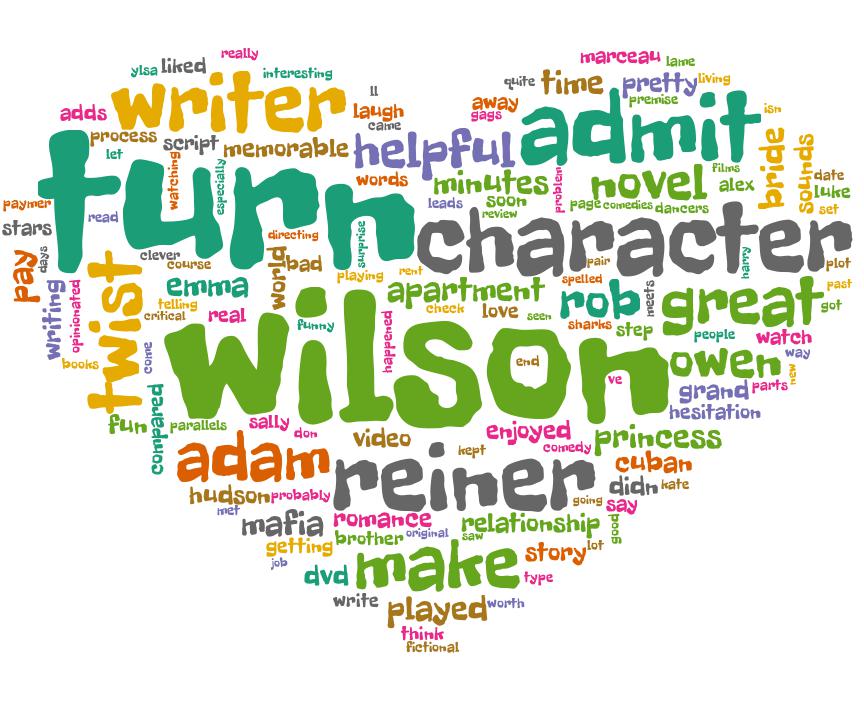 really
marceau
lame
ylsa
liked
interesting
quite
time
pretty
living
writer
ll
premise
adds
laugh
away
gags
admit
isn
came
process
script
memorable
helpful
bride
sounds
let
turn
watching
especially
words
minutes
problem
novel
films
alex
date
luke
paymer
read
leads
soon
review
page
comedies
dancers
set
stars
directing
surprise
character
days
clever
course
world
bad
pair
harry
plot
pay
twist
playing
rent
spelled
past
writing
opinionated
emma
apartment
rob
meets
great
got
telling
critical
real
check
love
seen
sharks
step
people
watch
funny
happened
wilson
way
books
come
end
owen
new
ve
grand
parts
hesitation
compared
fun
parallels
sally
don
video
enjoyed
comedy
princess
adam
reiner
kept
cuban
hudson
probably
didn
kate
going
say
met
mafia
romance
relationship
good
getting
brother
original
saw
job
dvd
make
story
lot
type
write
played
worth
think
fictional